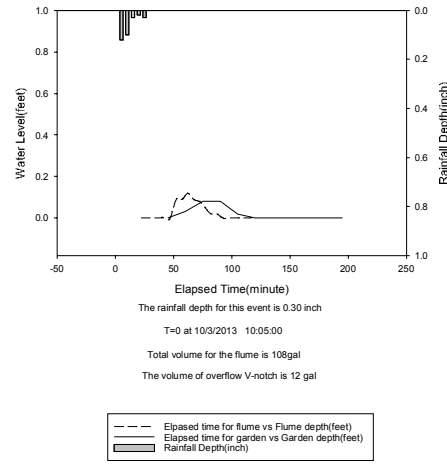 1.0
0.8
0.6
0.4
0.2
0.0
Water Level(feet)
0.0
0.2
0.4
0.6
0.8
1.0
Rainfall Depth(inch)
-50 0 50 100 150 200 250
Elapsed Time(minute)
The rainfall depth for this event is 0.30 inch
T=0 at 10/3/2013 10:05:00
Total volume for the flume is 108gal
The volume of overflow V-notch is 12 gal
Elpased time for flume vs Flume depth(feet)
Elapsed time for garden vs Garden depth(feet)
Rainfall Depth(inch)